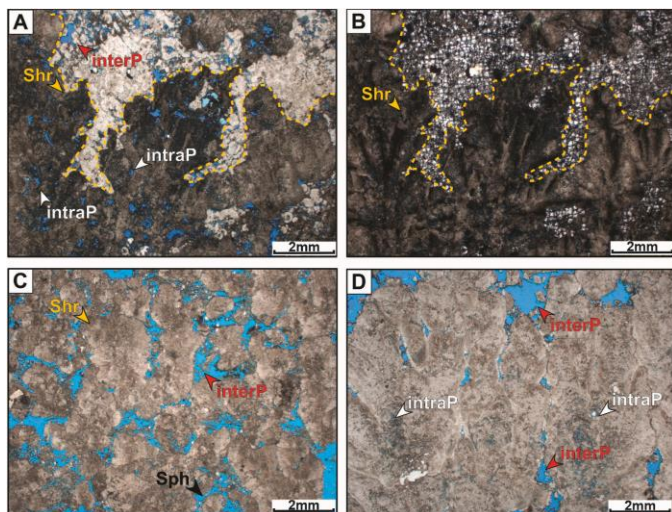 A
interP
Shr
intraP
intraP
2mm
B
Shr
2mm
C
Shr
interP
Sph
2mm
D
interP
intraP
intraP
interP
2mm